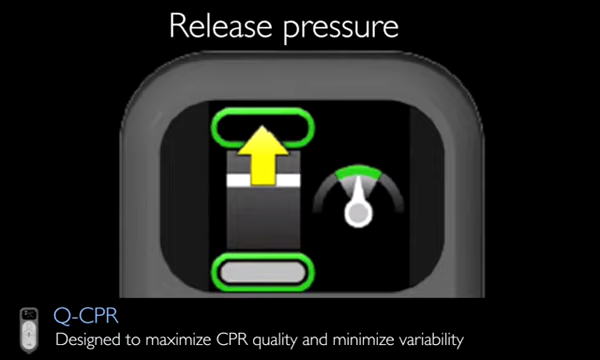 Release pressure
Q-CPR
Designed to maximize CPR quality and minimize variability